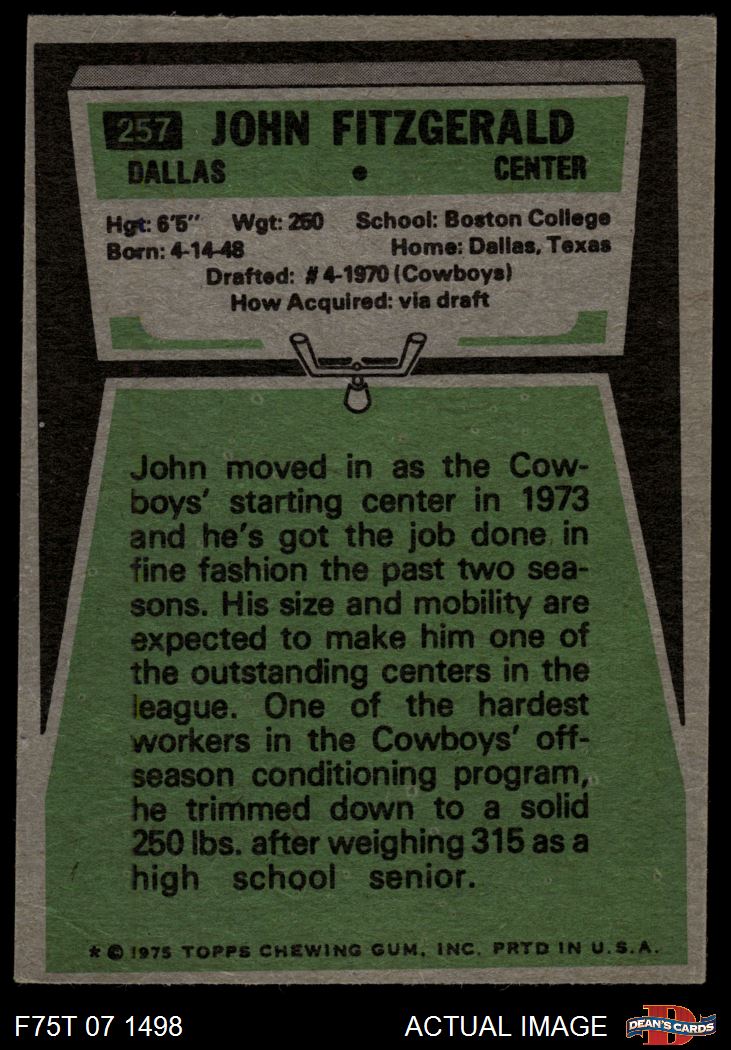 257 JOHN FITZGERALD
DALLAS • CENTER
Hgt: 6'5" Wgt: 250 School: Boston College
Born: 4-14-48 Home: Dallas, Texas
Drafted: #4-1970 (Cowboys)
How Acquired: via draft
John moved in as the Cow-
boys' starting center in 1973
and he's got the job done in
fine fashion the past two sea-
sons. His size and mobility are
expected to make him one of
the outstanding centers in the
league. One of the hardest
workers in the Cowboys' off-
season conditioning program,
he trimmed down to a solid
250 lbs. after weighing 315 as a
high school senior.
* © 1975 TOPPS CHEWING GUM, INC. PRTD IN U.S.A.
F75T 07 1498 ACTUAL IMAGE D DEAN'S CARDS